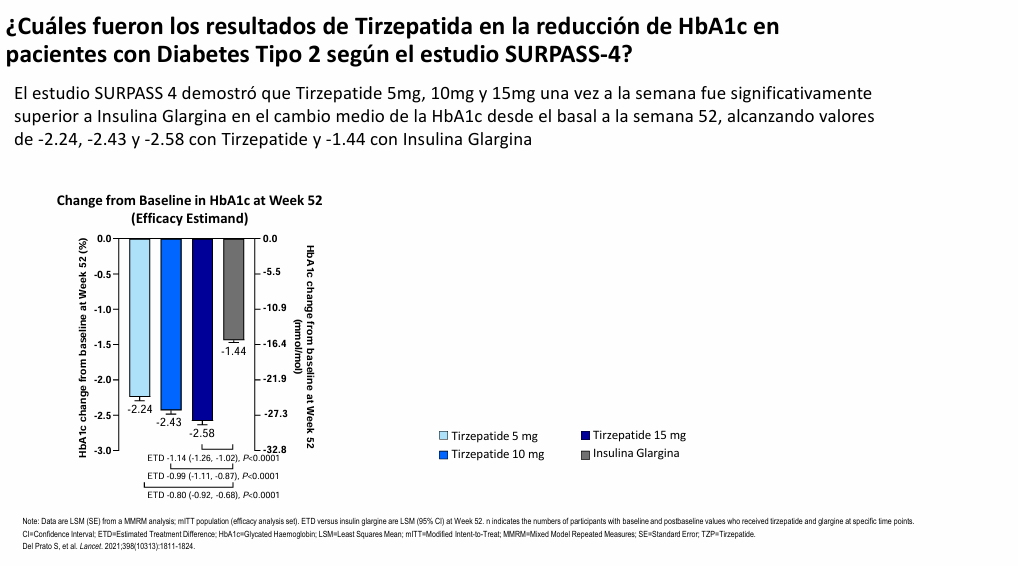 ¿Cuáles fueron los resultados de Tirzepatida en la reducción de HbA1c en
pacientes con Diabetes Tipo 2 según el estudio SURPASS-4?
El estudio SURPASS 4 demostró que Tirzepatide 5mg, 10mg y 15mg una vez a la semana fue significativamente
superior a Insulina Glargina en el cambio medio de la HbA1c desde el basal a la semana 52, alcanzando valores
de -2.24, -2.43 y -2.58 con Tirzepatide y -1.44 con Insulina Glargina
Change from Baseline in HbA1c at Week 52
(Efficacy Estimand)
HbA1c change from baseline at Week 52 (%)
0.0
-0.5
-1.0
-1.5
-2.0
-2.5
-3.0
-2.24
-2.43
-2.58
-1.44
0.0
-5.5
-10.9
-16.4
-21.9
-27.3
-32.8
HbA1c change from baseline at Week 52
(mmol/mol)
ETD -1.14 (-1.26, -1.02), P<0.0001
ETD -0.99 (-1.11, -0.87), P<0.0001
ETD -0.80 (-0.92, -0.68), P<0.0001
Tirzepatide 5 mg
Tirzepatide 15 mg
Tirzepatide 10 mg
Insulina Glargina
Note: Data are LSM (SE) from a MMRM analysis; mITT population (efficacy analysis set). ETD versus insulin glargine are LSM (95% CI) at Week 52. n indicates the numbers of participants with baseline and postbaseline values who received tirzepatide and glargine at specific time points.
CI=Confidence Interval; ETD=Estimated Treatment Difference; HbA1c=Glycated Haemoglobin; LSM=Least Squares Mean; mITT=Modified Intent-to-Treat; MMRM=Mixed Model Repeated Measures; SE=Standard Error; TZP=Tirzepatide.
Del Prato S, et al. Lancet. 2021;398(10313):1811-1824.